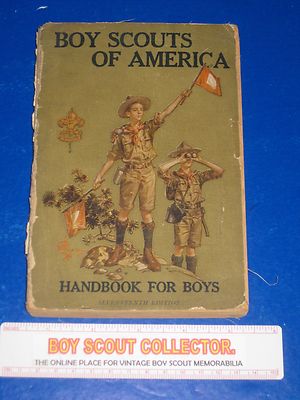 BOY SCOUTS
OF AMERICA
HANDBOOK FOR BOYS
SEVENTEENTH EDITION
BOY SCOUT COLLECTOR.
THE ONLINE PLACE FOR VINTAGE BOY SCOUT MEMORABILIA